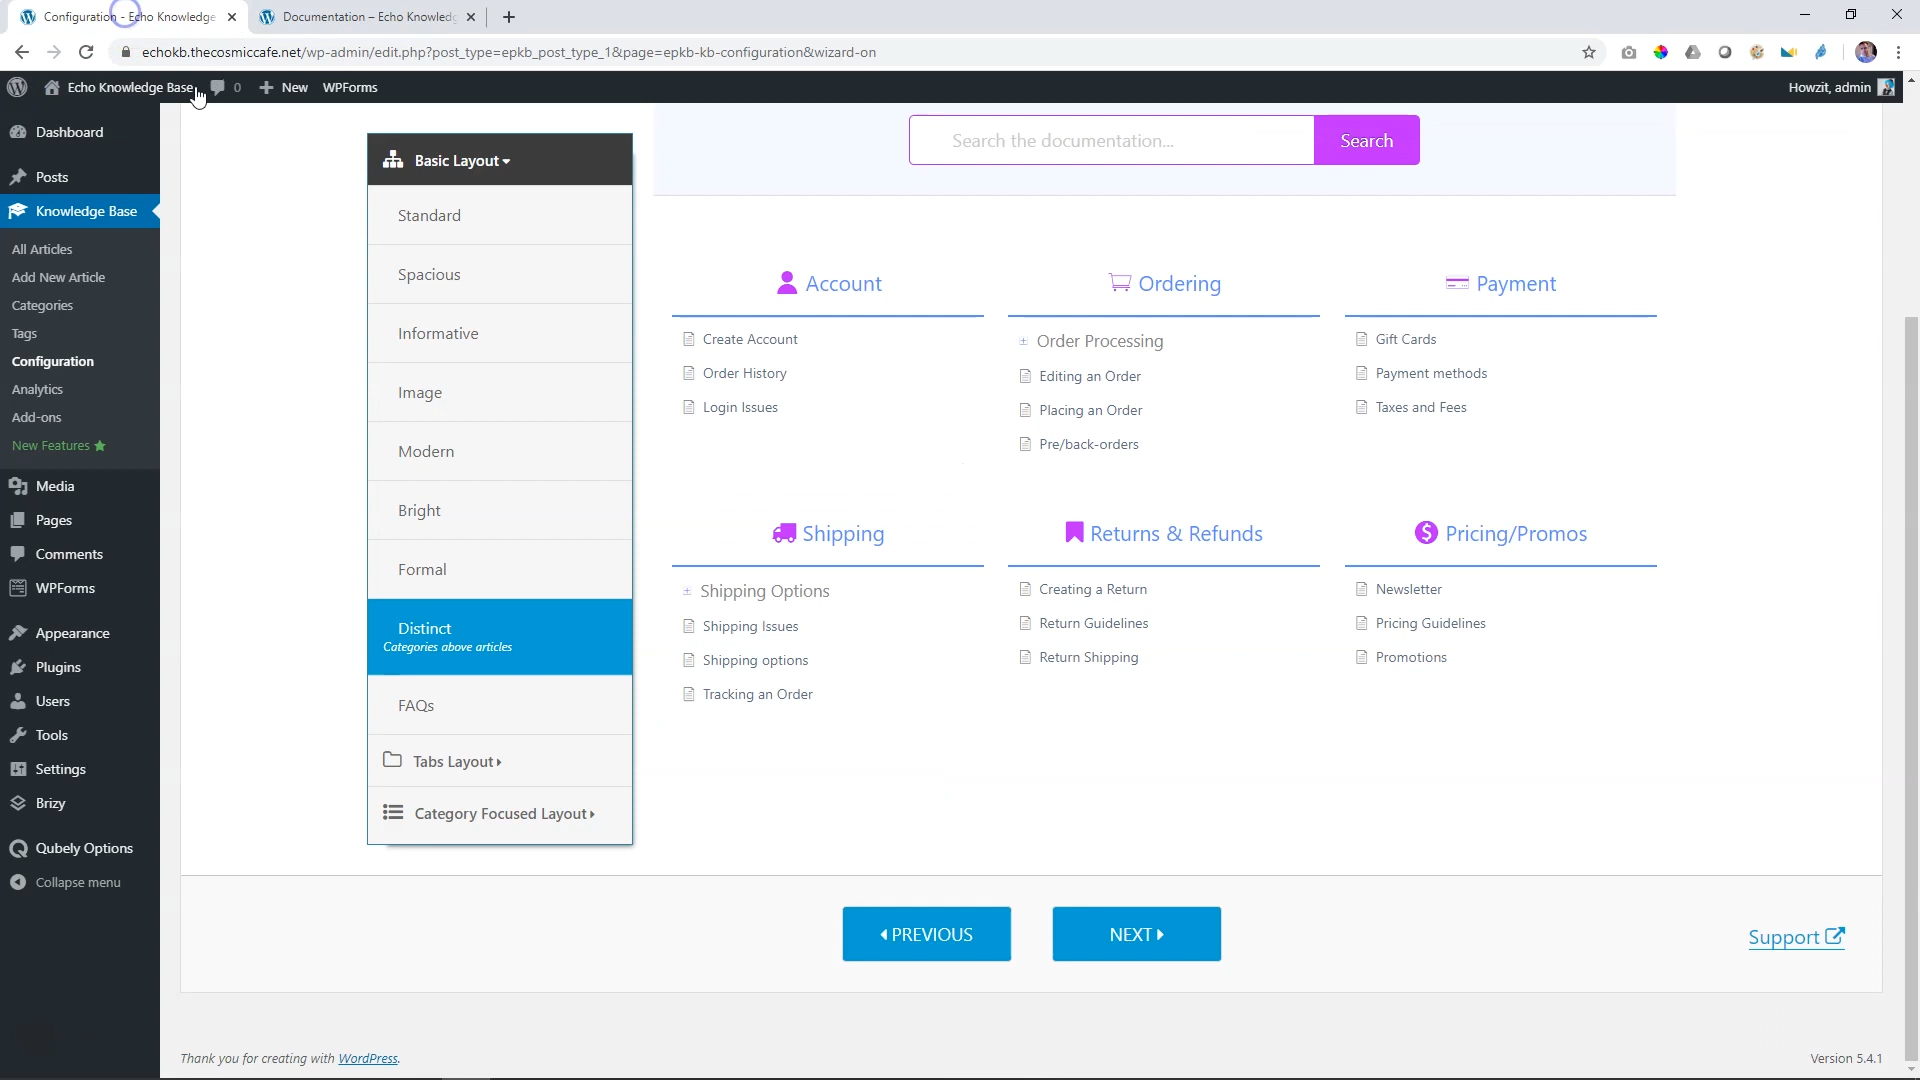 Configuration - Echo Knowledge
Documentation – Echo Knowledg
echokb.thecosmiccafe.net/wp-admin/edit.php?post_type=epkb_post_type_1&page=epkb-kb-configuration&wizard-on
Echo Knowledge Base
0
New
WPForms
Howzit, admin
Dashboard
Posts
Knowledge Base
All Articles
Add New Article
Categories
Tags
Configuration
Analytics
Add-ons
New Features
Media
Pages
Comments
WPForms
Appearance
Plugins
Users
Tools
Settings
Brizy
Qubely Options
Collapse menu
Basic Layout
Standard
Spacious
Informative
Image
Modern
Bright
Formal
Distinct
Categories above articles
FAQs
Tabs Layout
Category Focused Layout
Search the documentation...
Search
Account
Create Account
Order History
Login Issues
Ordering
Order Processing
Editing an Order
Placing an Order
Pre/back-orders
Payment
Gift Cards
Payment methods
Taxes and Fees
Shipping
Shipping Options
Shipping Issues
Shipping options
Tracking an Order
Returns & Refunds
Creating a Return
Return Guidelines
Return Shipping
Pricing/Promos
Newsletter
Pricing Guidelines
Promotions
PREVIOUS
NEXT
Support
Thank you for creating with WordPress.
Version 5.4.1